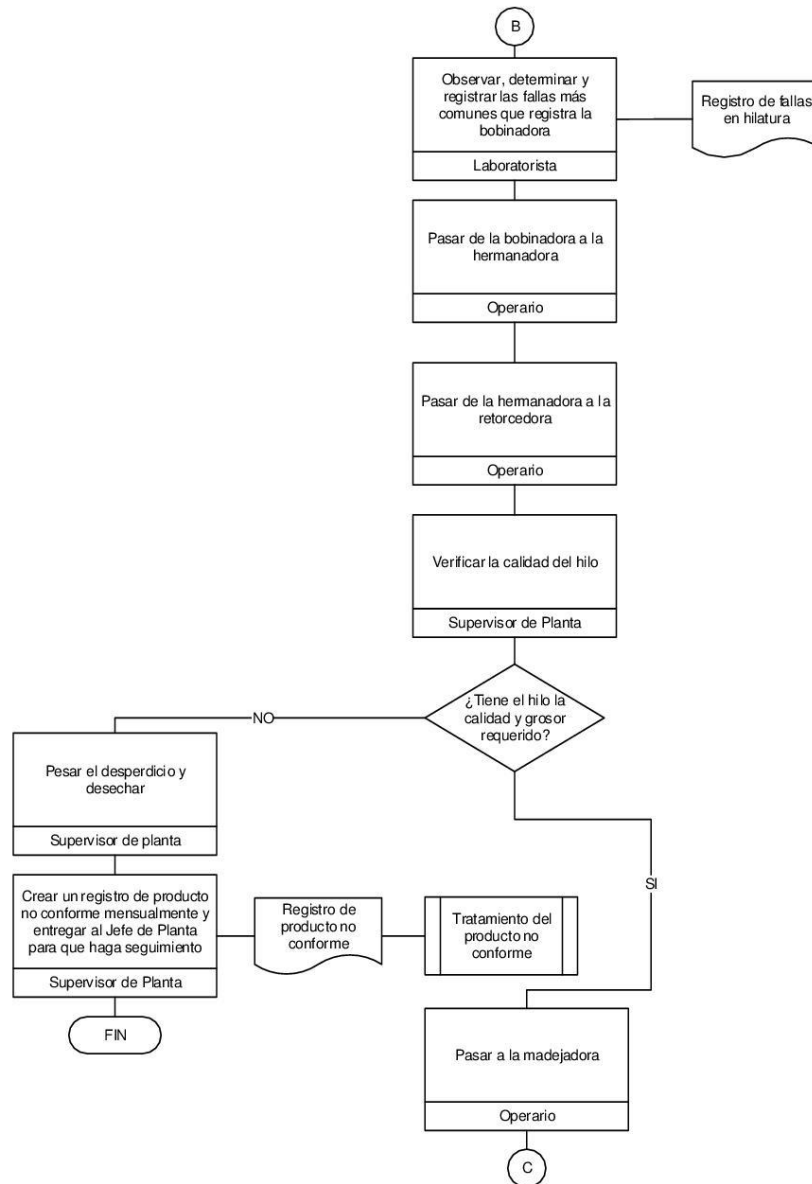 B
Observar, determinar y
registrar las fallas más
comunes que registra la
bobinadora
Laboratorista
Registro de fallas
en hilatura
Pasar de la bobinadora a la
hermanadora
Operario
Pasar de la hermanadora a la
retorcedora
Operario
Verificar la calidad del hilo
Supervisor de Planta
¿Tiene el hilo la
calidad y grosor
requerido?
NO
Pesar el desperdicio y
desechar
Supervisor de planta
Crear un registro de producto
no conforme mensualmente y
entregar al Jefe de Planta
para que haga seguimiento
Supervisor de Planta
Registro de
producto no
conforme
Tratamiento del
producto no
conforme
FIN
SI
Pasar a la madejadora
Operario
C